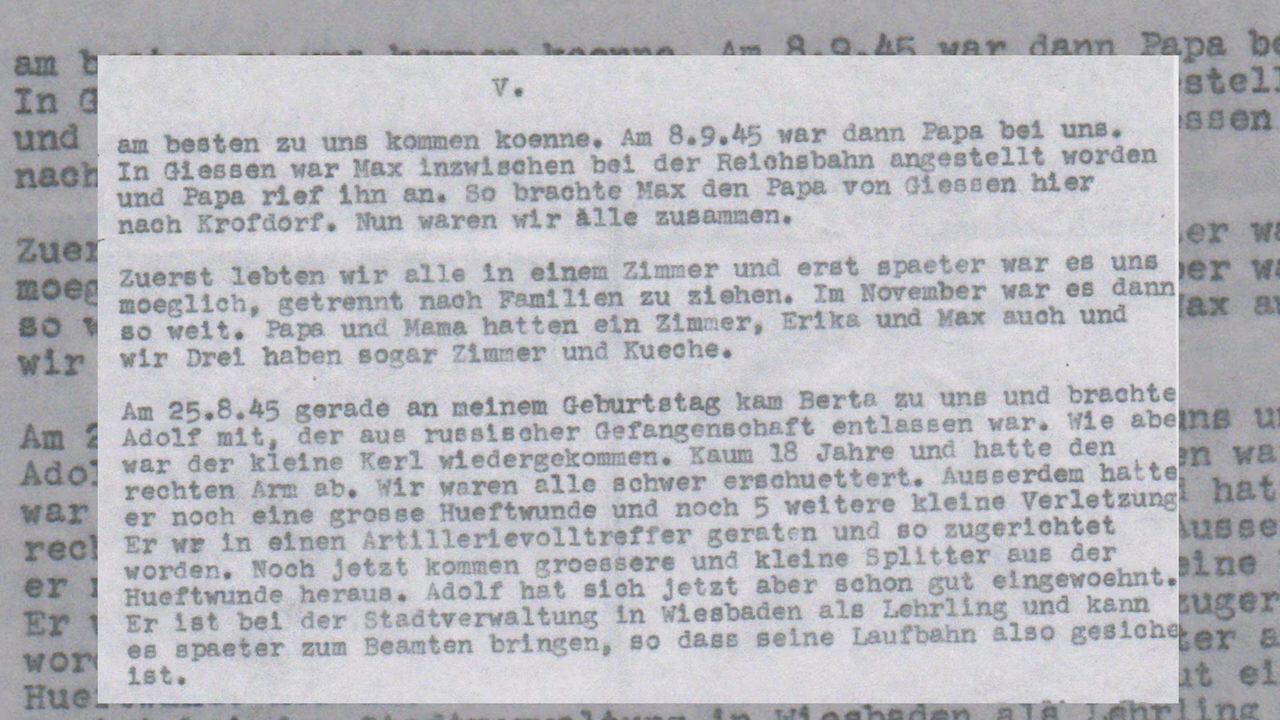 V.
am besten zu uns kommen koenne. Am 8.9.45 war dann Papa bei uns.
In Giessen war Max inzwischen bei der Reichsbahn angestellt worden
und Papa rief ihn an. So brachte Max den Papa von Giessen hier
nach Krofdorf. Nun waren wir alle zusammen.
Zuerst lebten wir alle in einem Zimmer und erst spaeter war es uns
moeglich, getrennt nach Familien zu ziehen. Im November war es dann
so weit. Papa und Mama hatten ein Zimmer, Erika und Max auch und
wir Drei haben sogar Zimmer und Kueche.
Am 25.8.45 gerade an meinem Geburtstag kam Berta zu uns und brachte
Adolf mit, der aus russischer Gefangenschaft entlassen war. Wie abe
war der kleine Kerl wiedergekommen. Kaum 18 Jahre und hatte den
rechten Arm ab. Wir waren alle schwer erschuettert. Ausserdem hatte
er noch eine grosse Hueftwunde und noch 5 weitere kleine Verletzung
Er wr in einen Artillerievolltreffer geraten und so zugerichtet
worden. Noch jetzt kommen groessere und kleine Splitter aus der
Hueftwunde heraus. Adolf hat sich jetzt aber schon gut eingewoehnt.
Er ist bei der Stadtverwaltung in Wiesbaden als Lehrling und kann
es spaeter zum Beamten bringen, so dass seine Laufbahn also gesiche
ist.